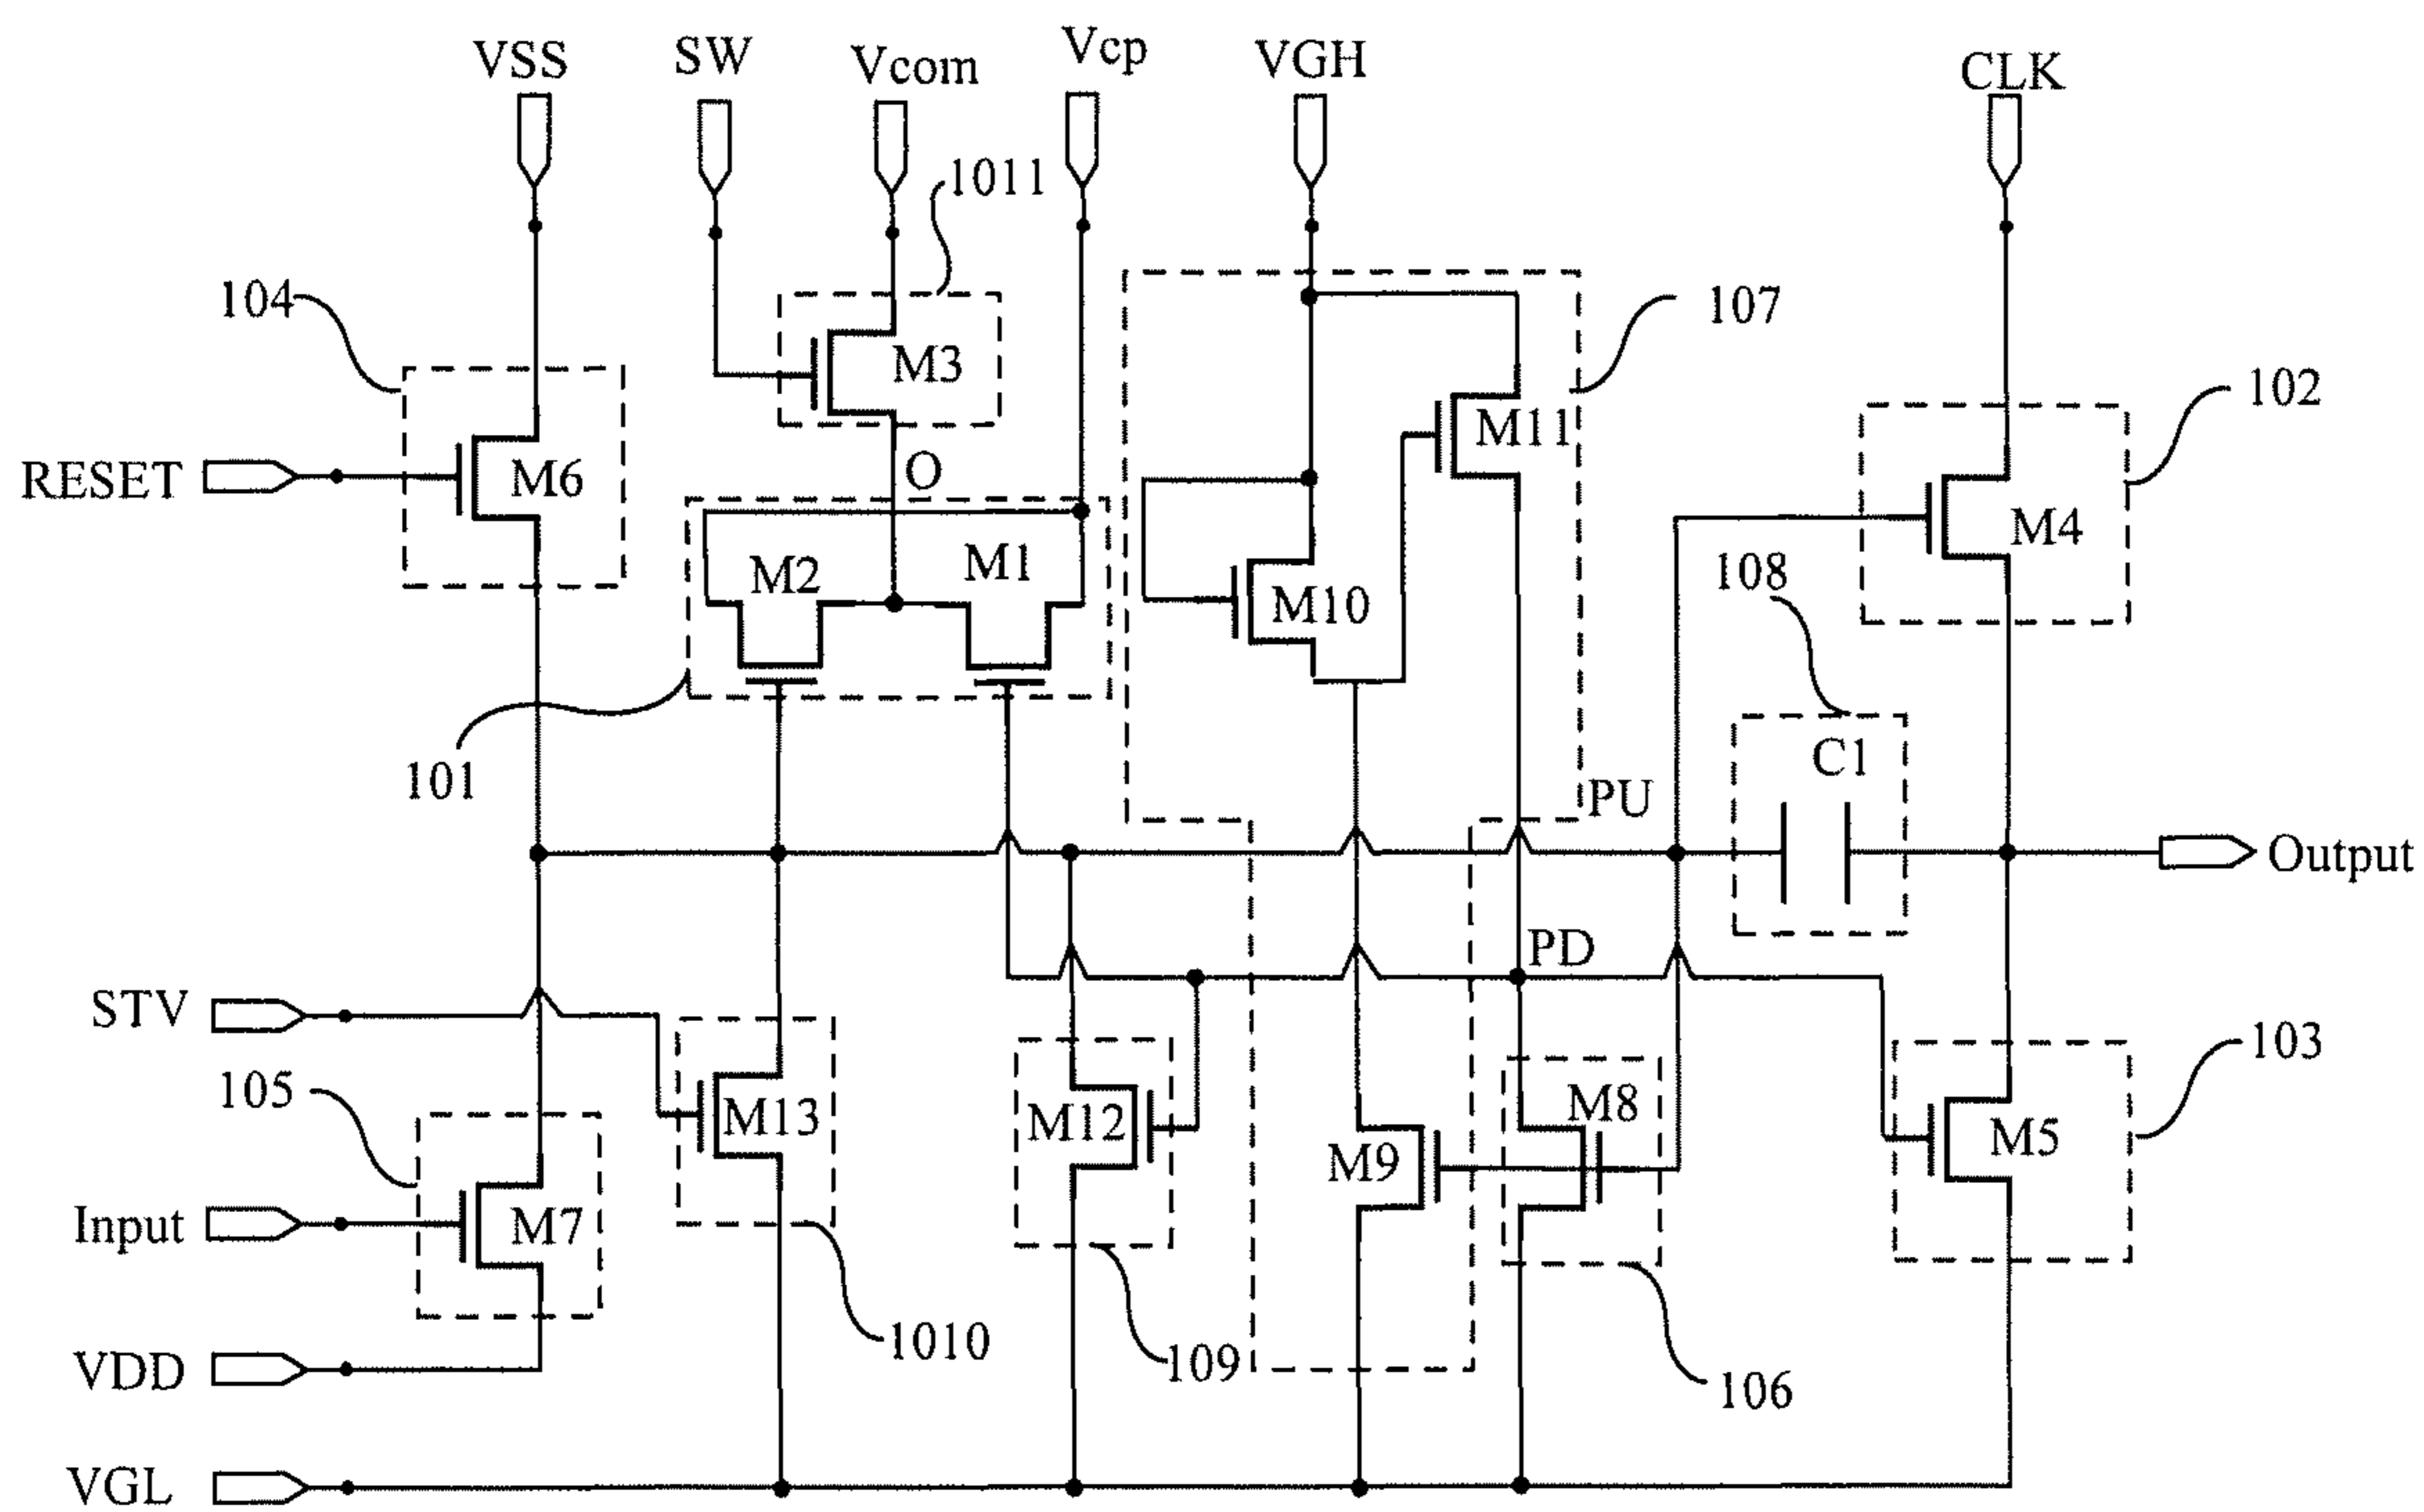 VSS
SW
Vcom
Vcp
VGH
CLK
1011
104
107
102
M3
M11
RESET
M6
O
M4
M2
M1
M10
108
101
C1
PU
Output
PD
STV
105
M13
M12
M8
M9
M5
103
Input
M7
1010
109
106
VDD
VGL